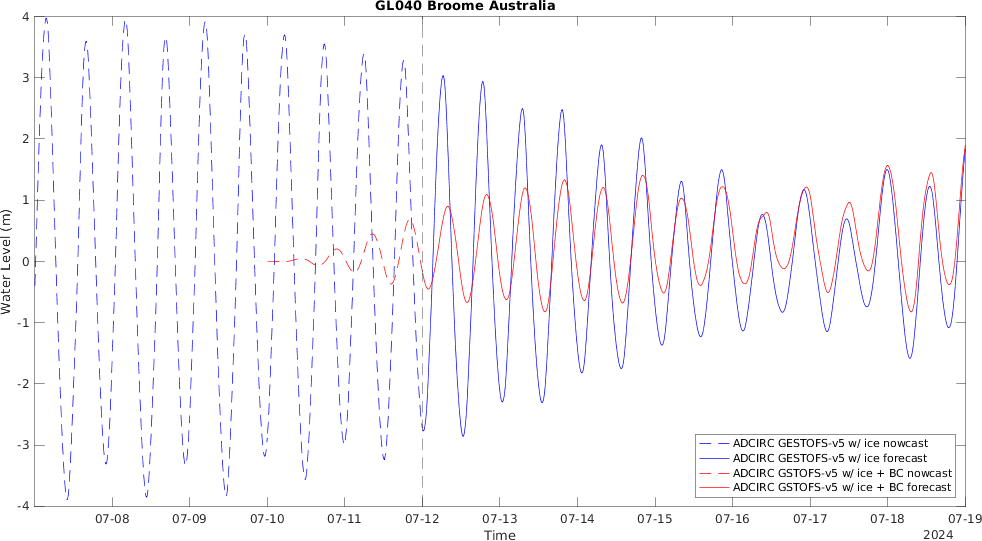 GL040 Broome Australia
4
3
2
1
0
-1
-2
-3
-4
Water Level (m)
ADCIRC GESTOFS-v5 w/ ice nowcast
ADCIRC GESTOFS-v5 w/ ice forecast
ADCIRC GSTOFS-v5 w/ ice + BC nowcast
ADCIRC GSTOFS-v5 w/ ice + BC forecast
07-08 07-09 07-10 07-11 07-12 07-13 07-14 07-15 07-16 07-17 07-18 07-19
Time
2024